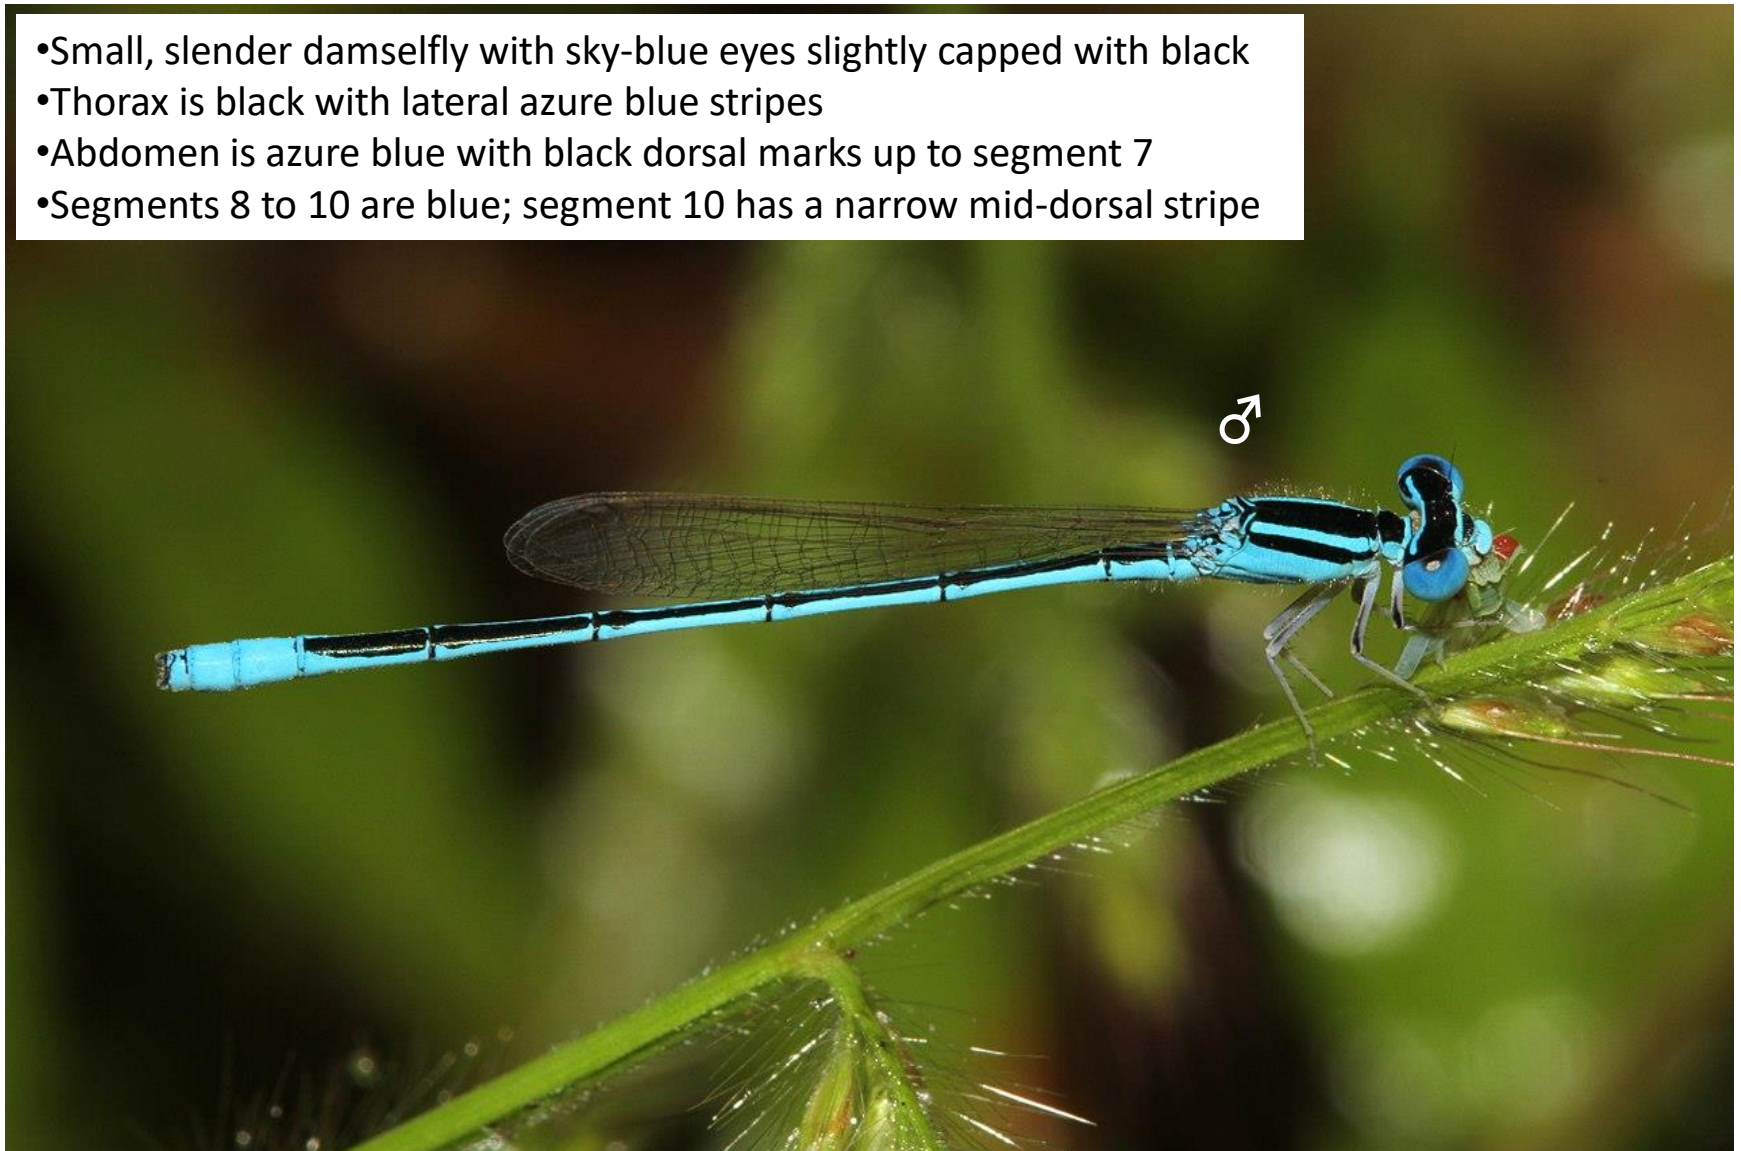 •Small, slender damselfly with sky-blue eyes slightly capped with black
•Thorax is black with lateral azure blue stripes
•Abdomen is azure blue with black dorsal marks up to segment 7
•Segments 8 to 10 are blue; segment 10 has a narrow mid-dorsal stripe
♂